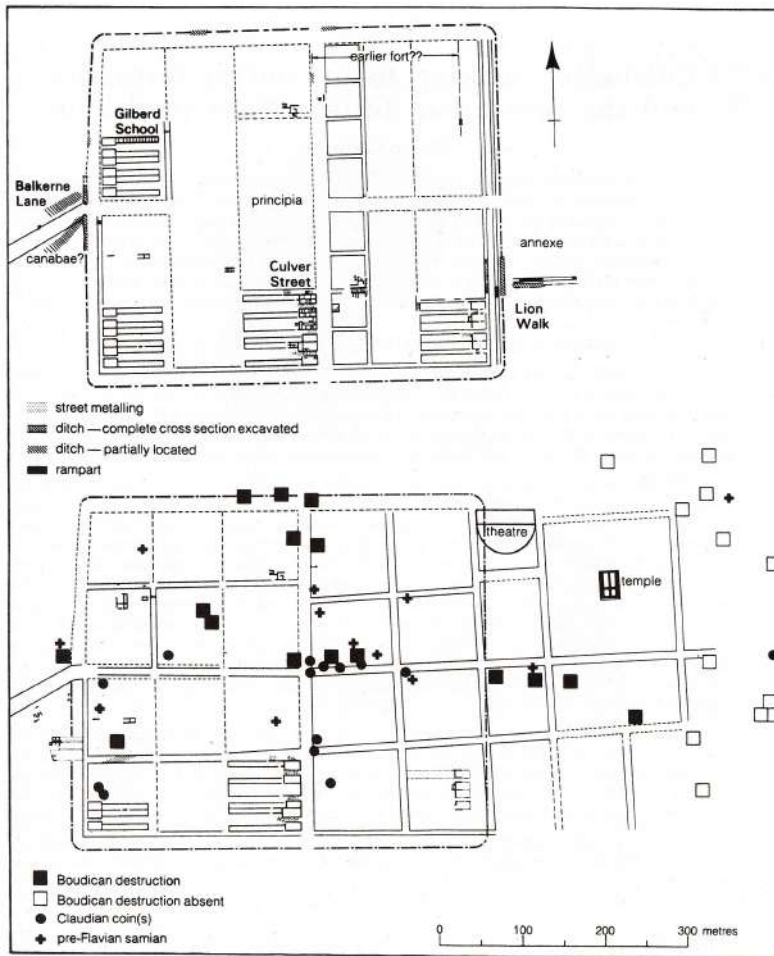 earlier fort??
Gilberd
School
Balkerne
Lane
principia
canabae?
annexe
Culver
Street
Lion
Walk
street metalling
ditch — complete cross section excavated
ditch — partially located
rampart
theatre
temple
Boudican destruction
Boudican destruction absent
Claudian coin(s)
pre-Flavian samian
0 100 200 300 metres